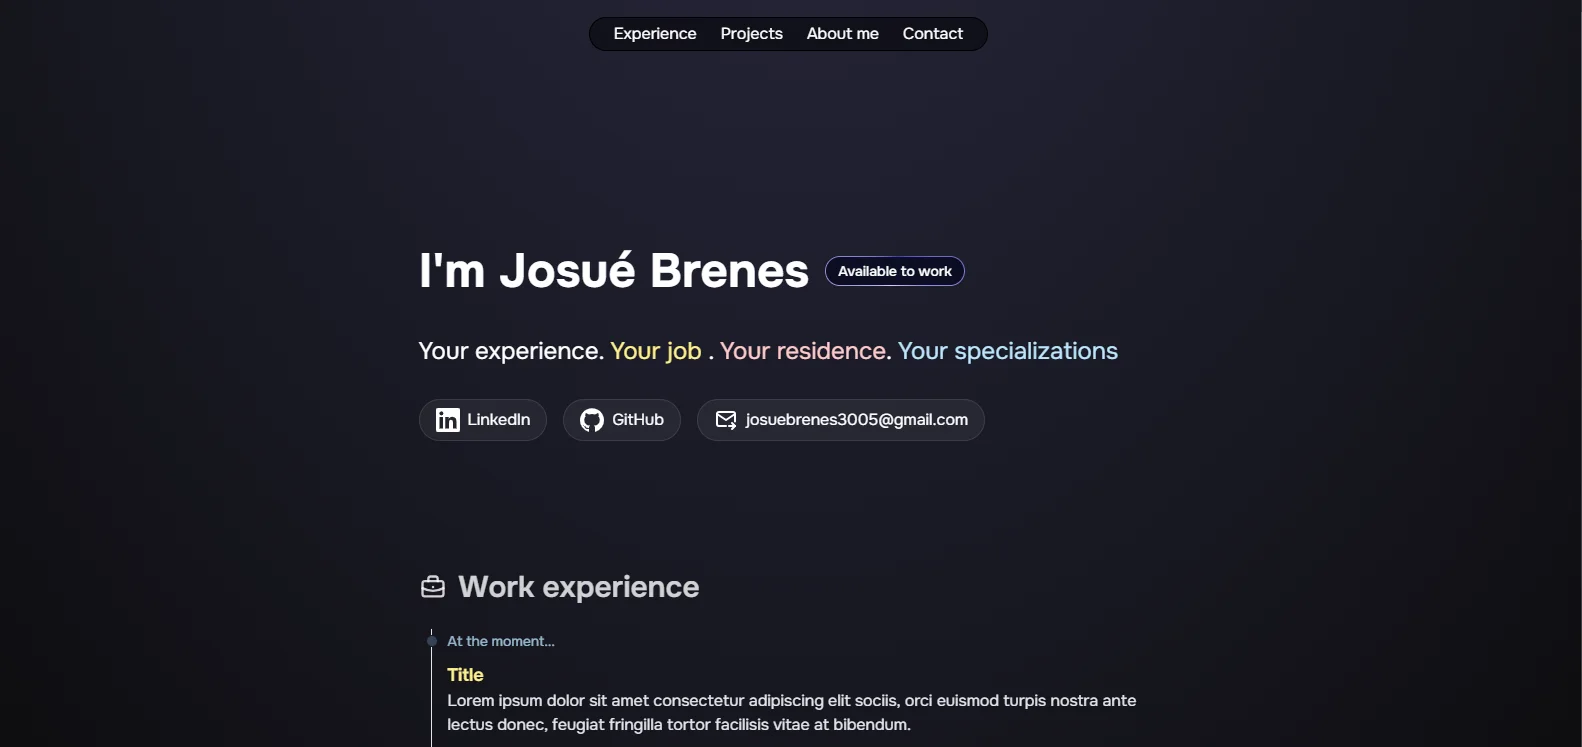 Experience Projects About me Contact
I'm Josué Brenes Available to work
Your experience. Your job . Your residence. Your specializations
LinkedIn GitHub josuebrenes3005@gmail.com
Work experience
At the moment...
Title
Lorem ipsum dolor sit amet consectetur adipiscing elit sociis, orci euismod turpis nostra ante
lectus donec, feugiat fringilla tortor facilisis vitae at bibendum.